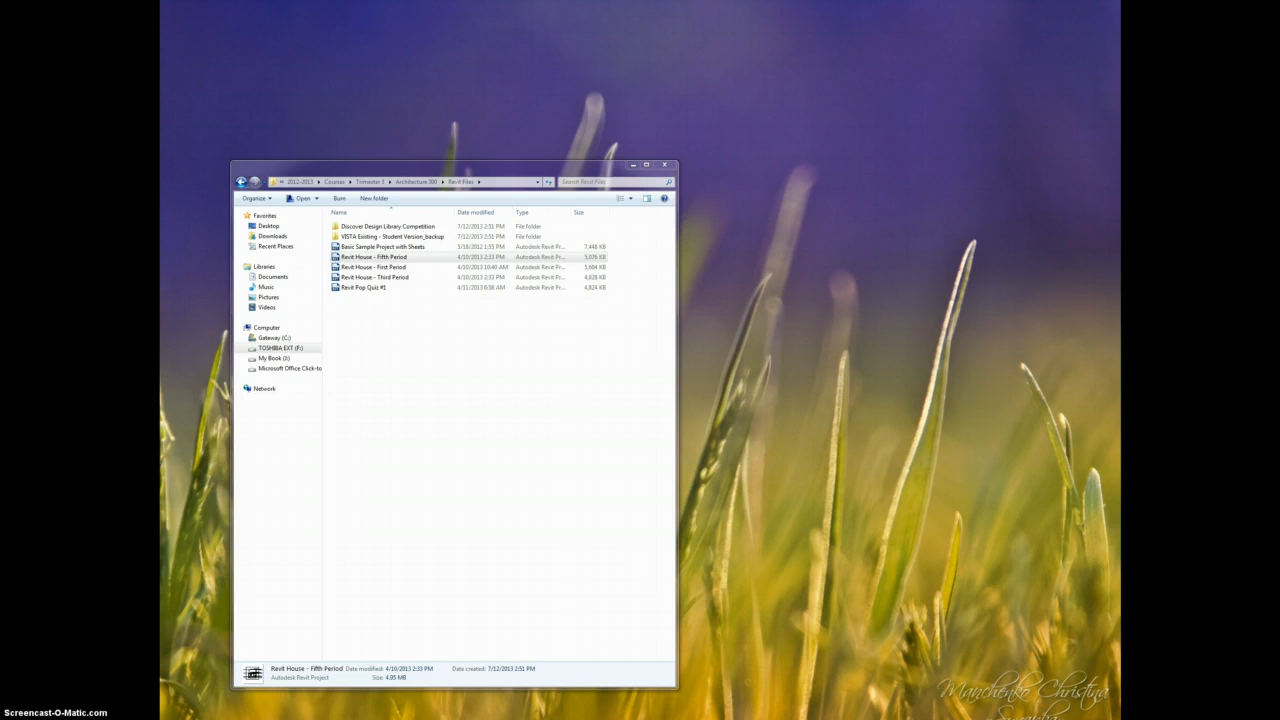 2012-2013 Courses Trimester 3 Architecture 300 Revit Files Search Revit Files
Organize Open Burn New folder
Name Date modified Type Size
Favorites
Desktop
Downloads
Recent Places
Libraries
Documents
Music
Pictures
Videos
Computer
Gateway (C:)
TOSHIBA EXT (F:)
My Book (J:)
Microsoft Office Click-to
Network
Discover Design Library Competition 7/12/2013 2:51 PM File folder
VISTA Existing - Student Version_backup 7/12/2013 2:51 PM File folder
Basic Sample Project with Sheets 5/18/2012 1:55 PM Autodesk Revit Pr... 7,448 KB
Revit House - Fifth Period 4/10/2013 2:33 PM Autodesk Revit Pr... 5,076 KB
Revit House - First Period 4/10/2013 10:40 AM Autodesk Revit Pr... 5,604 KB
Revit House - Third Period 4/10/2013 2:33 PM Autodesk Revit Pr... 4,828 KB
Revit Pop Quiz #1 4/11/2013 6:58 AM Autodesk Revit Pr... 4,824 KB
Revit House - Fifth Period Date modified: 4/10/2013 2:33 PM Date created: 7/12/2013 2:51 PM
Autodesk Revit Project Size: 4.95 MB
Manchenko Christina
Screencast-O-Matic.com